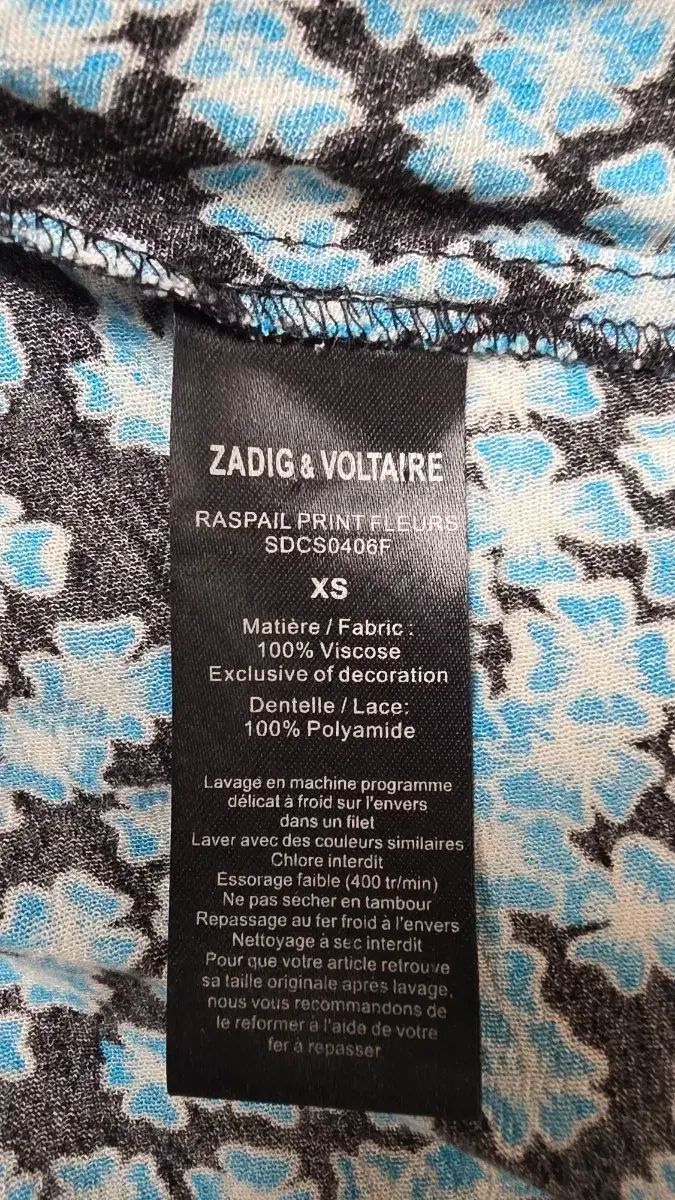 ZADIG & VOLTAIRE
RASPAIL PRINT FLEURS
SDCS0406F
XS
Matière / Fabric :
100% Viscose
Exclusive of decoration
Dentelle / Lace:
100% Polyamide
Lavage en machine programme
délicat à froid sur l'envers
dans un filet
Laver avec des couleurs similaires
Chlore interdit
Essorage faible (400 tr/min)
Ne pas sécher en tambour
Repassage au fer froid à l'envers
Nettoyage à sec interdit
Pour que votre article retrouve
sa taille originale après lavage,
nous vous recommandons de
le reformer à l'aide de votre
fer à repasser